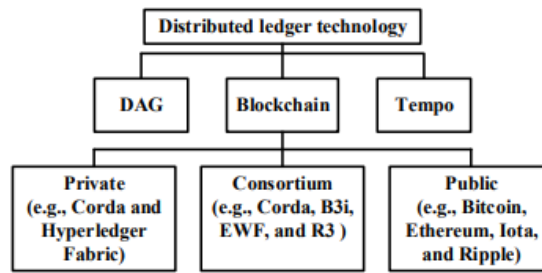 Distributed ledger technology
DAG
Blockchain
Tempo
Private
(e.g., Corda and
Hyperledger
Fabric)
Consortium
(e.g., Corda, B3i,
EWF, and R3 )
Public
(e.g., Bitcoin,
Ethereum, Iota,
and Ripple)